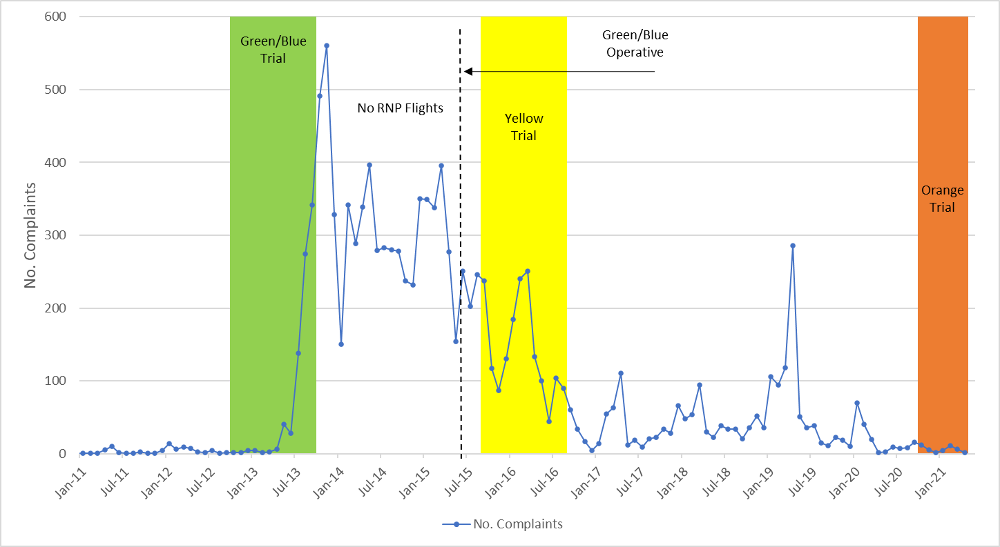 600
500
400
300
200
100
0
No. Complaints
Green/Blue
Trial
No RNP Flights
Green/Blue
Operative
Yellow
Trial
Orange
Trial
Jan-11
Jul-11
Jan-12
Jul-12
Jan-13
Jul-13
Jan-14
Jul-14
Jan-15
Jul-15
Jan-16
Jul-16
Jan-17
Jul-17
Jan-18
Jul-18
Jan-19
Jul-19
Jan-20
Jul-20
Jan-21
No. Complaints